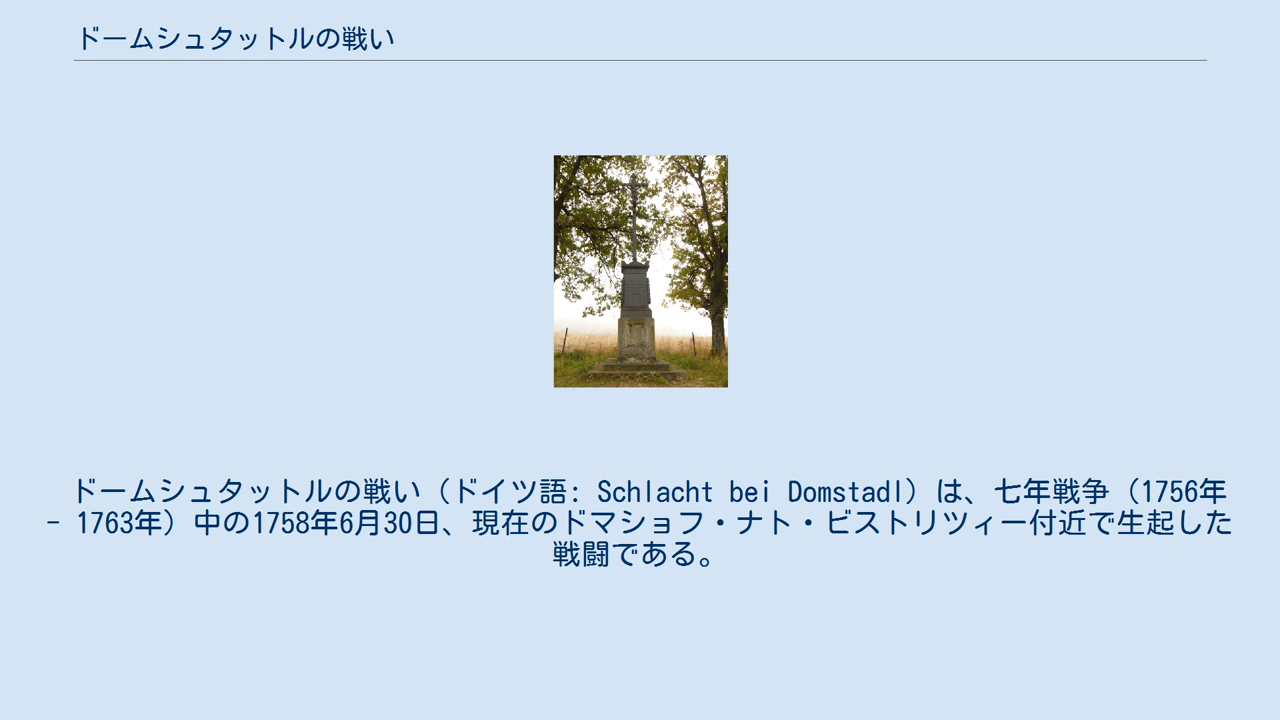 ドームシュタットルの戦い
ドームシュタットルの戦い（ドイツ語: Schlacht bei Domstadl）は、七年戦争（1756年
- 1763年）中の1758年6月30日、現在のドマショフ・ナト・ビストリツィー付近で生起した
戦闘である。